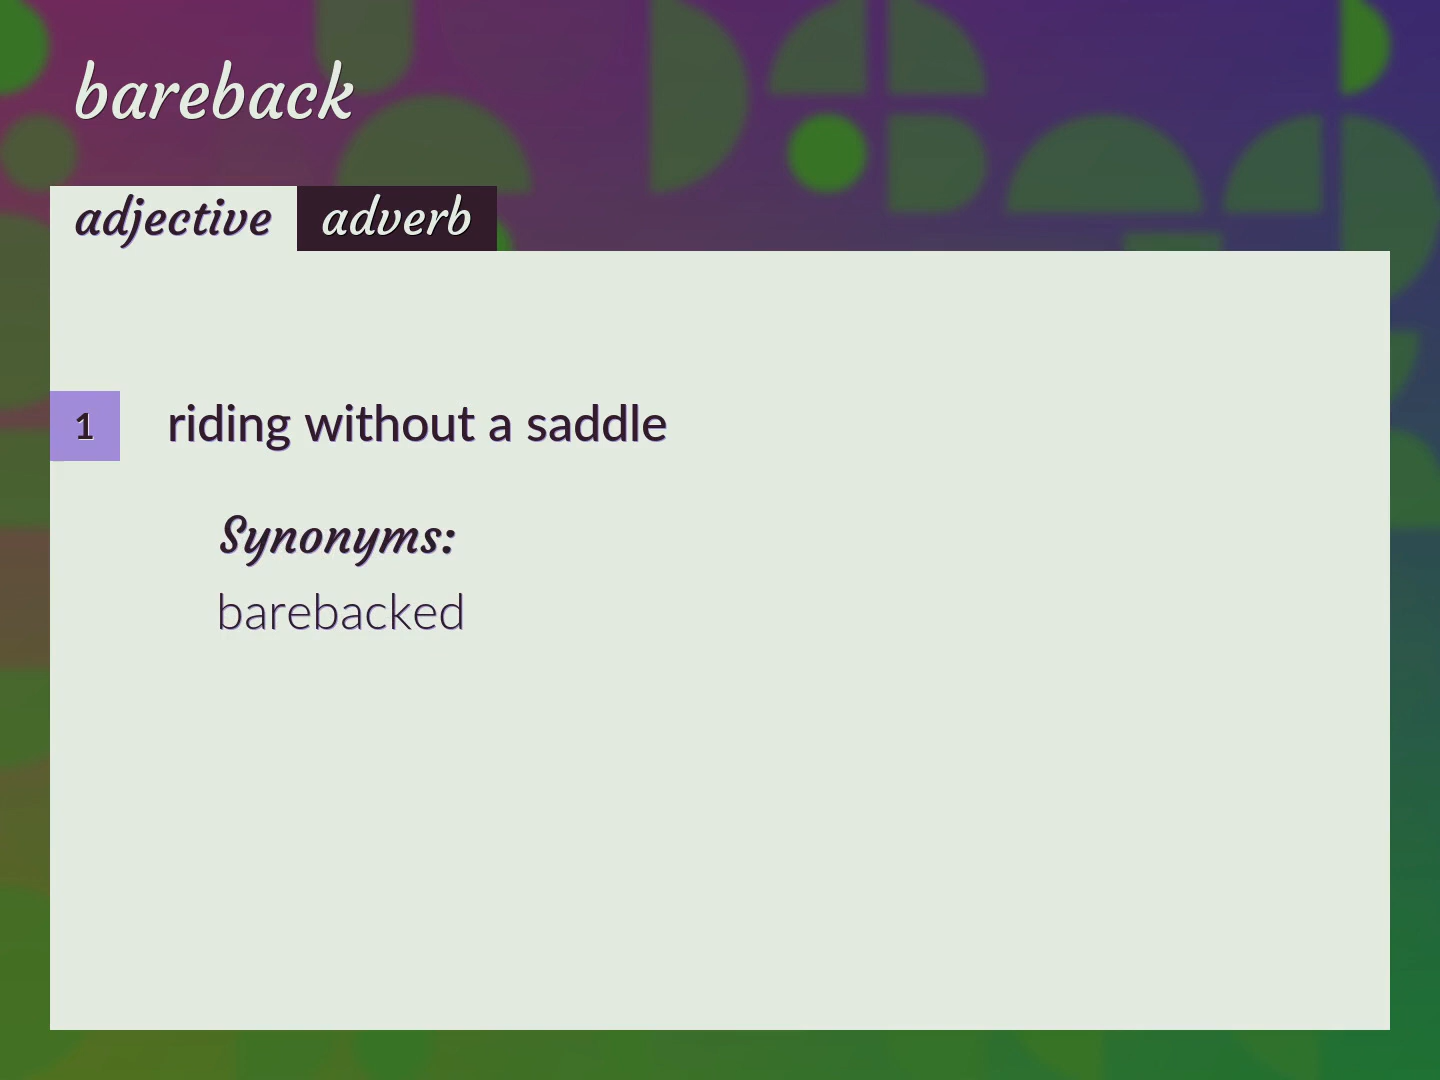 bareback
adjective adverb
1 riding without a saddle
Synonyms:
barebacked